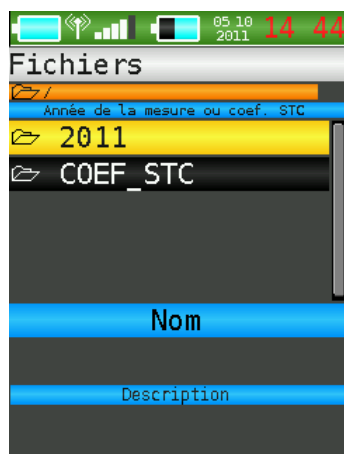 05 10
2011
14 44
Fichiers
/
Année de la mesure ou coef. STC
2011
COEF_STC
Nom
Description